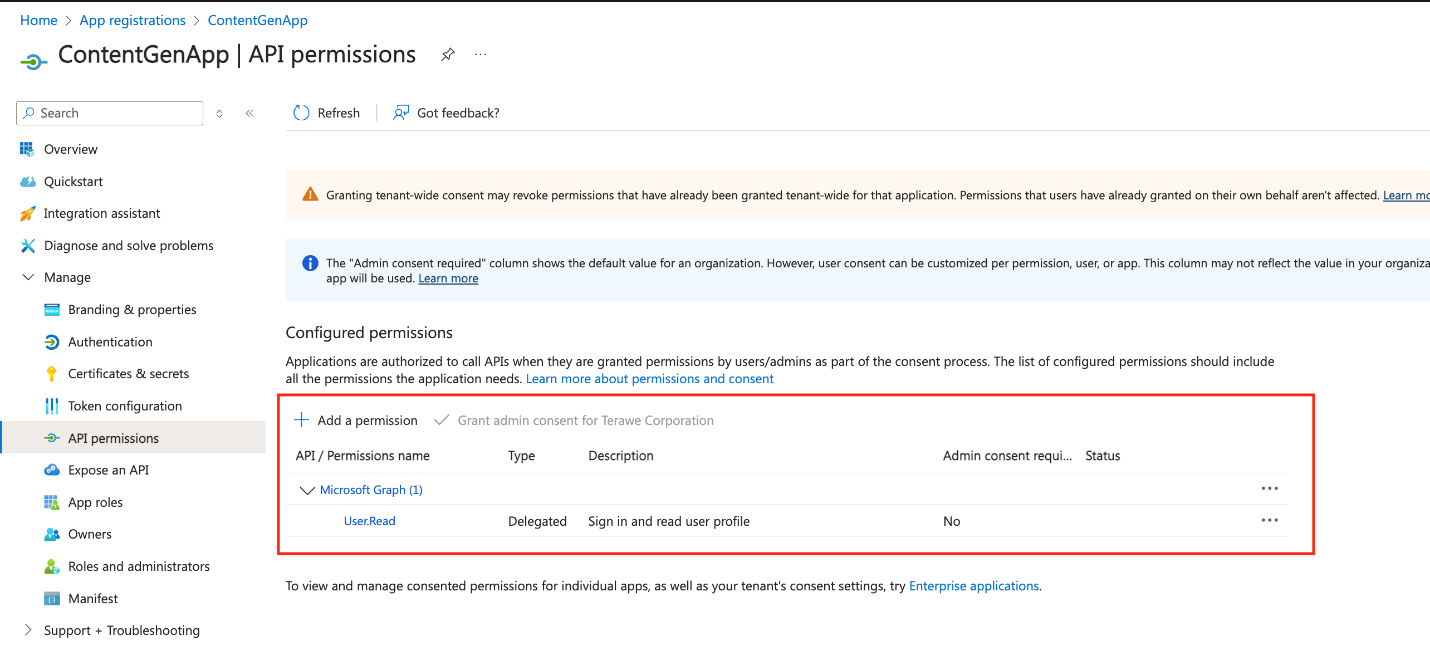 Home > App registrations > ContentGenApp
ContentGenApp | API permissions
Search
Refresh
Got feedback?
Overview
Quickstart
Integration assistant
Diagnose and solve problems
Manage
Branding & properties
Authentication
Certificates & secrets
Token configuration
API permissions
Expose an API
App roles
Owners
Roles and administrators
Manifest
Support + Troubleshooting
Granting tenant-wide consent may revoke permissions that have already been granted tenant-wide for that application. Permissions that users have already granted on their own behalf aren't affected. Learn mo
The "Admin consent required" column shows the default value for an organization. However, user consent can be customized per permission, user, or app. This column may not reflect the value in your organiza
app will be used. Learn more
Configured permissions
Applications are authorized to call APIs when they are granted permissions by users/admins as part of the consent process. The list of configured permissions should include
all the permissions the application needs. Learn more about permissions and consent
Add a permission Grant admin consent for Terawe Corporation
API / Permissions name Type Description Admin consent requi... Status
Microsoft Graph (1)
User.Read Delegated Sign in and read user profile No
To view and manage consented permissions for individual apps, as well as your tenant's consent settings, try Enterprise applications.